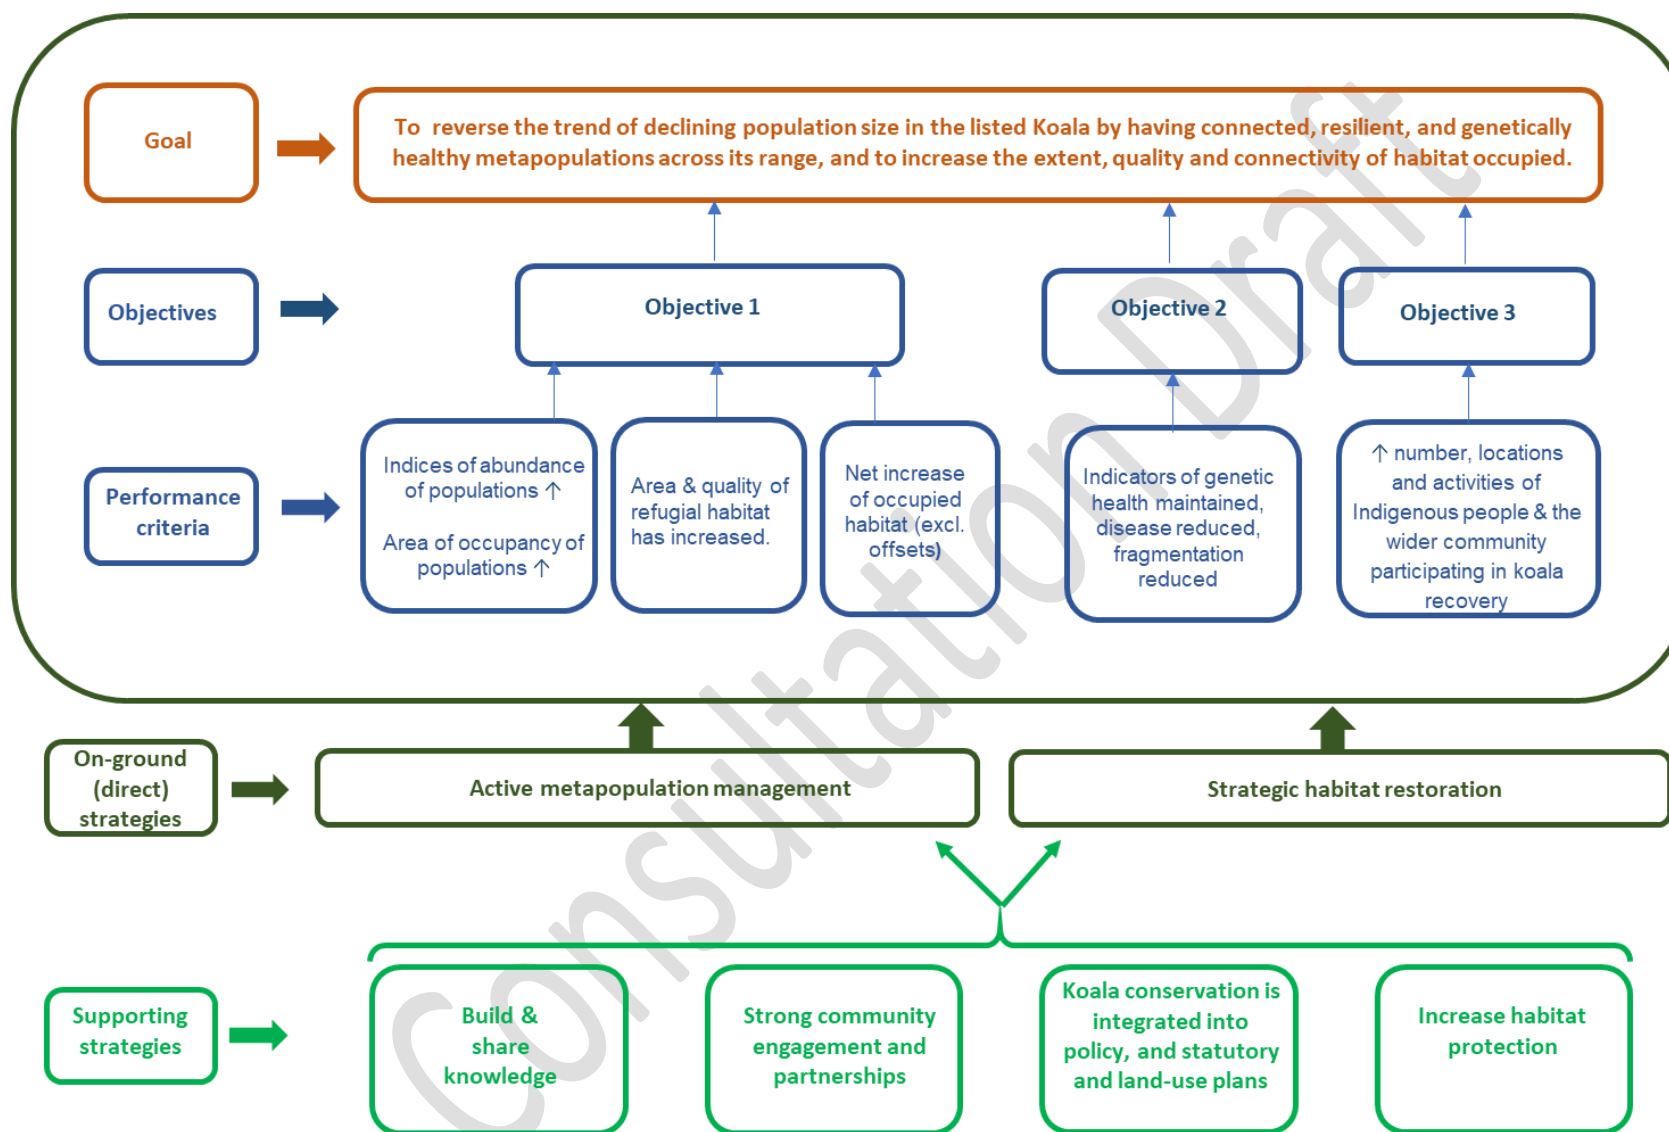 Goal
To reverse the trend of declining population size in the listed Koala by having connected, resilient, and genetically
healthy metapopulations across its range, and to increase the extent, quality and connectivity of habitat occupied.
Objectives
Objective 1
Objective 2
Objective 3
Performance
criteria
Indices of abundance
of populations ↑
Area of occupancy of
populations ↑
Area & quality of
refugial habitat
has increased.
Net increase
of occupied
habitat (excl.
offsets)
Indicators of genetic
health maintained,
disease reduced,
fragmentation
reduced
↑ number, locations
and activities of
Indigenous people & the
wider community
participating in koala
recovery
On-ground
(direct)
strategies
Active metapopulation management
Strategic habitat restoration
Supporting
strategies
Build &
share
knowledge
Strong community
engagement and
partnerships
Koala conservation is
integrated into
policy, and statutory
and land-use plans
Increase habitat
protection
Consultation Draft